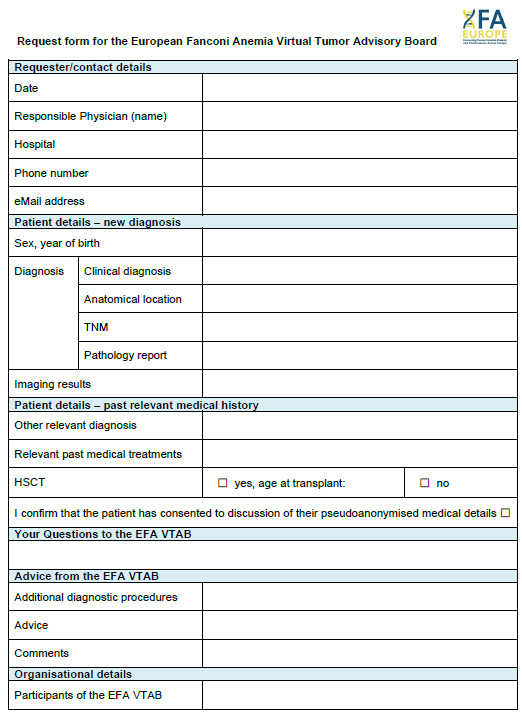 FA
EUROPE
Request form for the European Fanconi Anemia Virtual Tumor Advisory Board
Requester/contact details
Date
Responsible Physician (name)
Hospital
Phone number
eMail address
Patient details – new diagnosis
Sex, year of birth
Diagnosis Clinical diagnosis
Anatomical location
TNM
Pathology report
Imaging results
Patient details – past relevant medical history
Other relevant diagnosis
Relevant past medical treatments
HSCT ☐ yes, age at transplant: ☐ no
I confirm that the patient has consented to discussion of their pseudoanonymised medical details ☐
Your Questions to the EFA VTAB
Advice from the EFA VTAB
Additional diagnostic procedures
Advice
Comments
Organisational details
Participants of the EFA VTAB